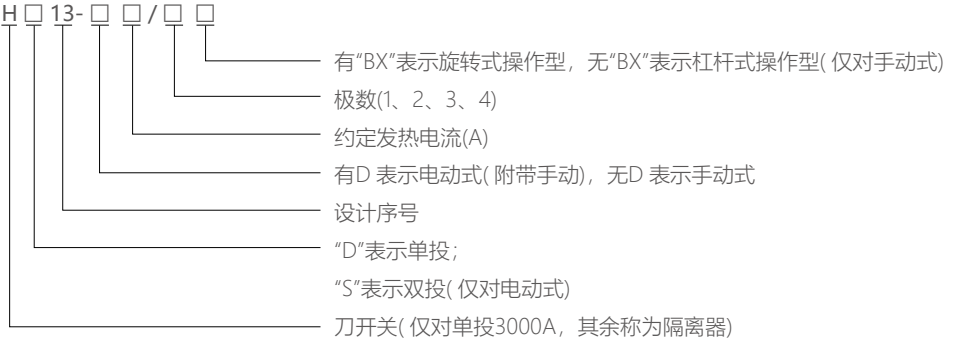 H □ 13- □ □ / □ □
有“BX”表示旋转式操作型，无“BX”表示杠杆式操作型( 仅对手动式)
极数(1、2、3、4)
约定发热电流(A)
有D 表示电动式( 附带手动)，无D 表示手动式
设计序号
“D”表示单投；
“S”表示双投( 仅对电动式)
刀开关( 仅对单投3000A，其余称为隔离器)